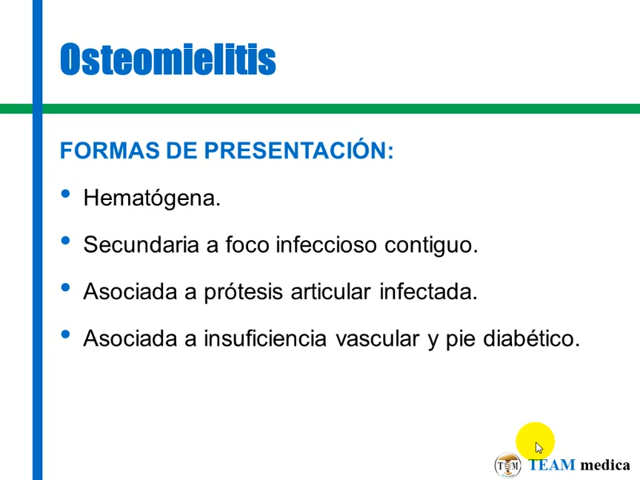 Osteomielitis
FORMAS DE PRESENTACIÓN:
• Hematógena.
• Secundaria a foco infeccioso contiguo.
• Asociada a prótesis articular infectada.
• Asociada a insuficiencia vascular y pie diabético.
TEAM medica